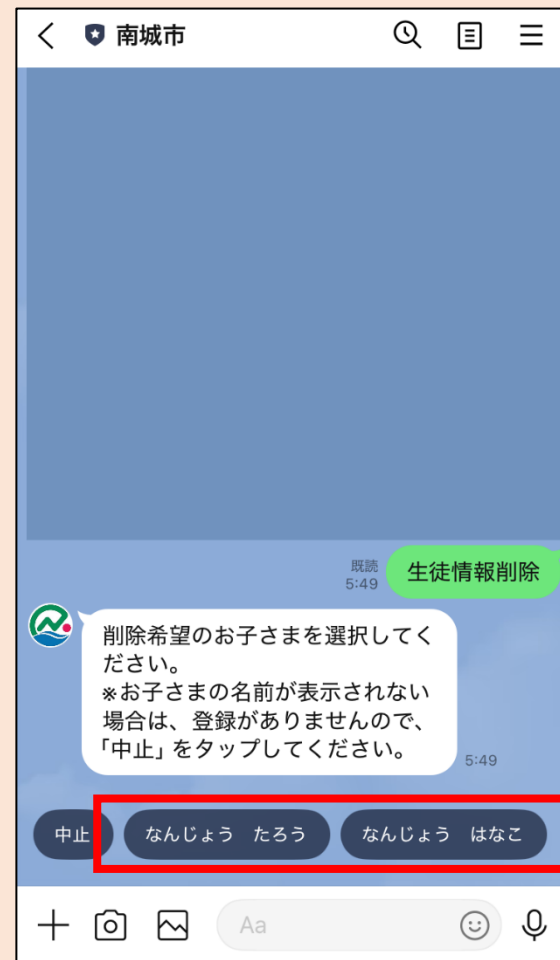 南城市
既読
5:49
生徒情報削除
削除希望のお子さまを選択してく
ださい。
※お子さまの名前が表示されない
場合は、登録がありませんので、
「中止」をタップしてください。
5:49
中止
なんじょう　たろう
なんじょう　はなこ
Aa